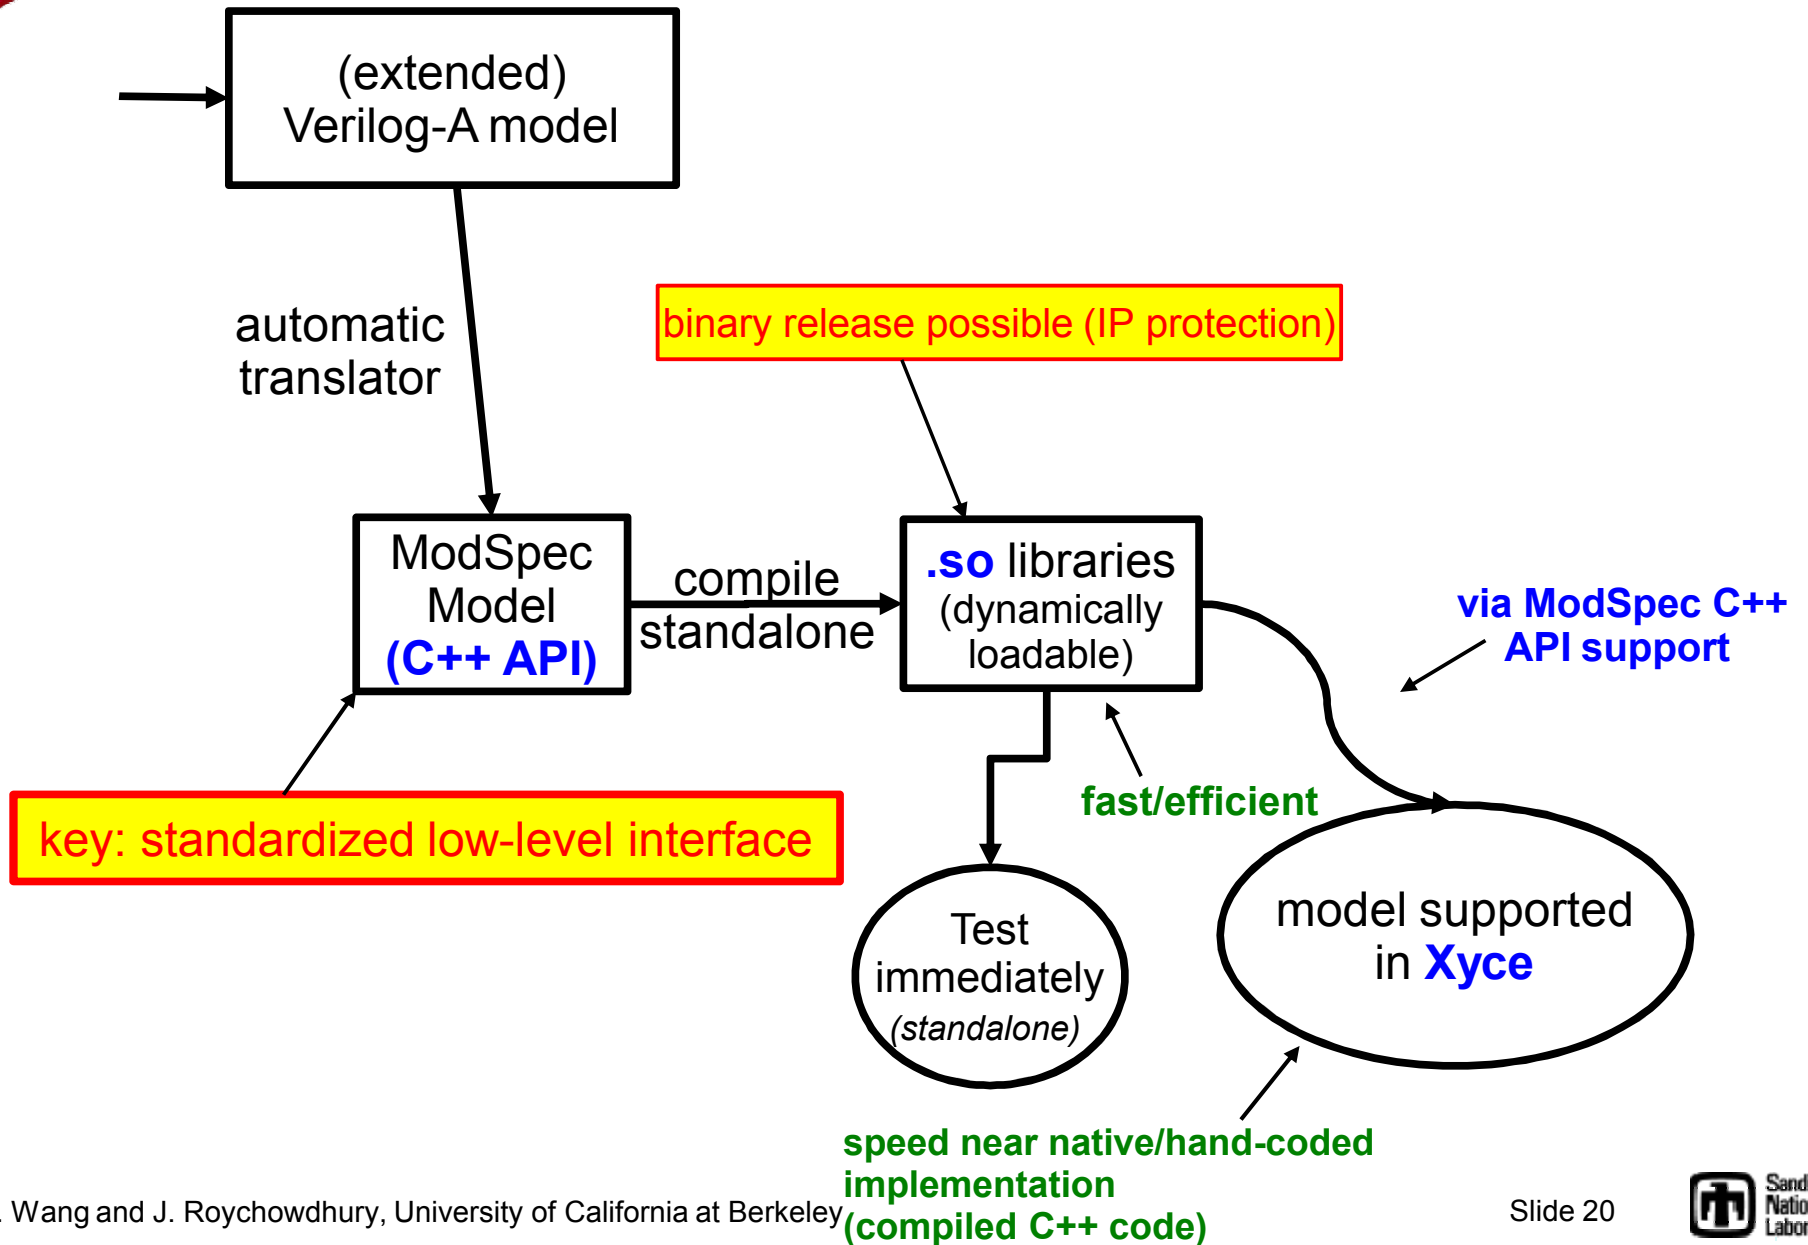 (extended)
Verilog-A model
automatic
translator
binary release possible (IP protection)
ModSpec
Model
(C++ API)
compile
standalone
.so libraries
(dynamically
loadable)
via ModSpec C++
API support
fast/efficient
key: standardized low-level interface
Test
immediately
(standalone)
model supported
in Xyce
speed near native/hand-coded
implementation
(compiled C++ code)
. Wang and J. Roychowdhury, University of California at Berkeley
Slide 20